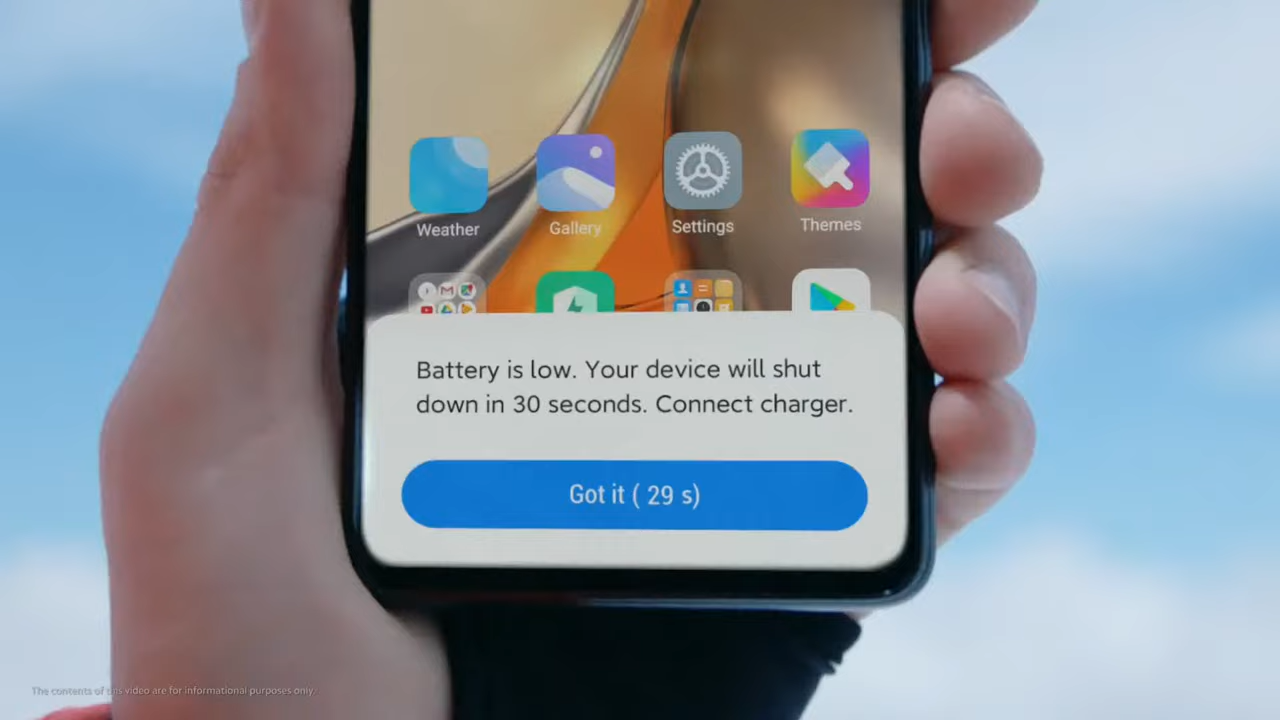 Weather
Gallery
Settings
Themes
Battery is low. Your device will shut
down in 30 seconds. Connect charger.
Got it ( 29 s)
The contents of this video are for informational purposes only.